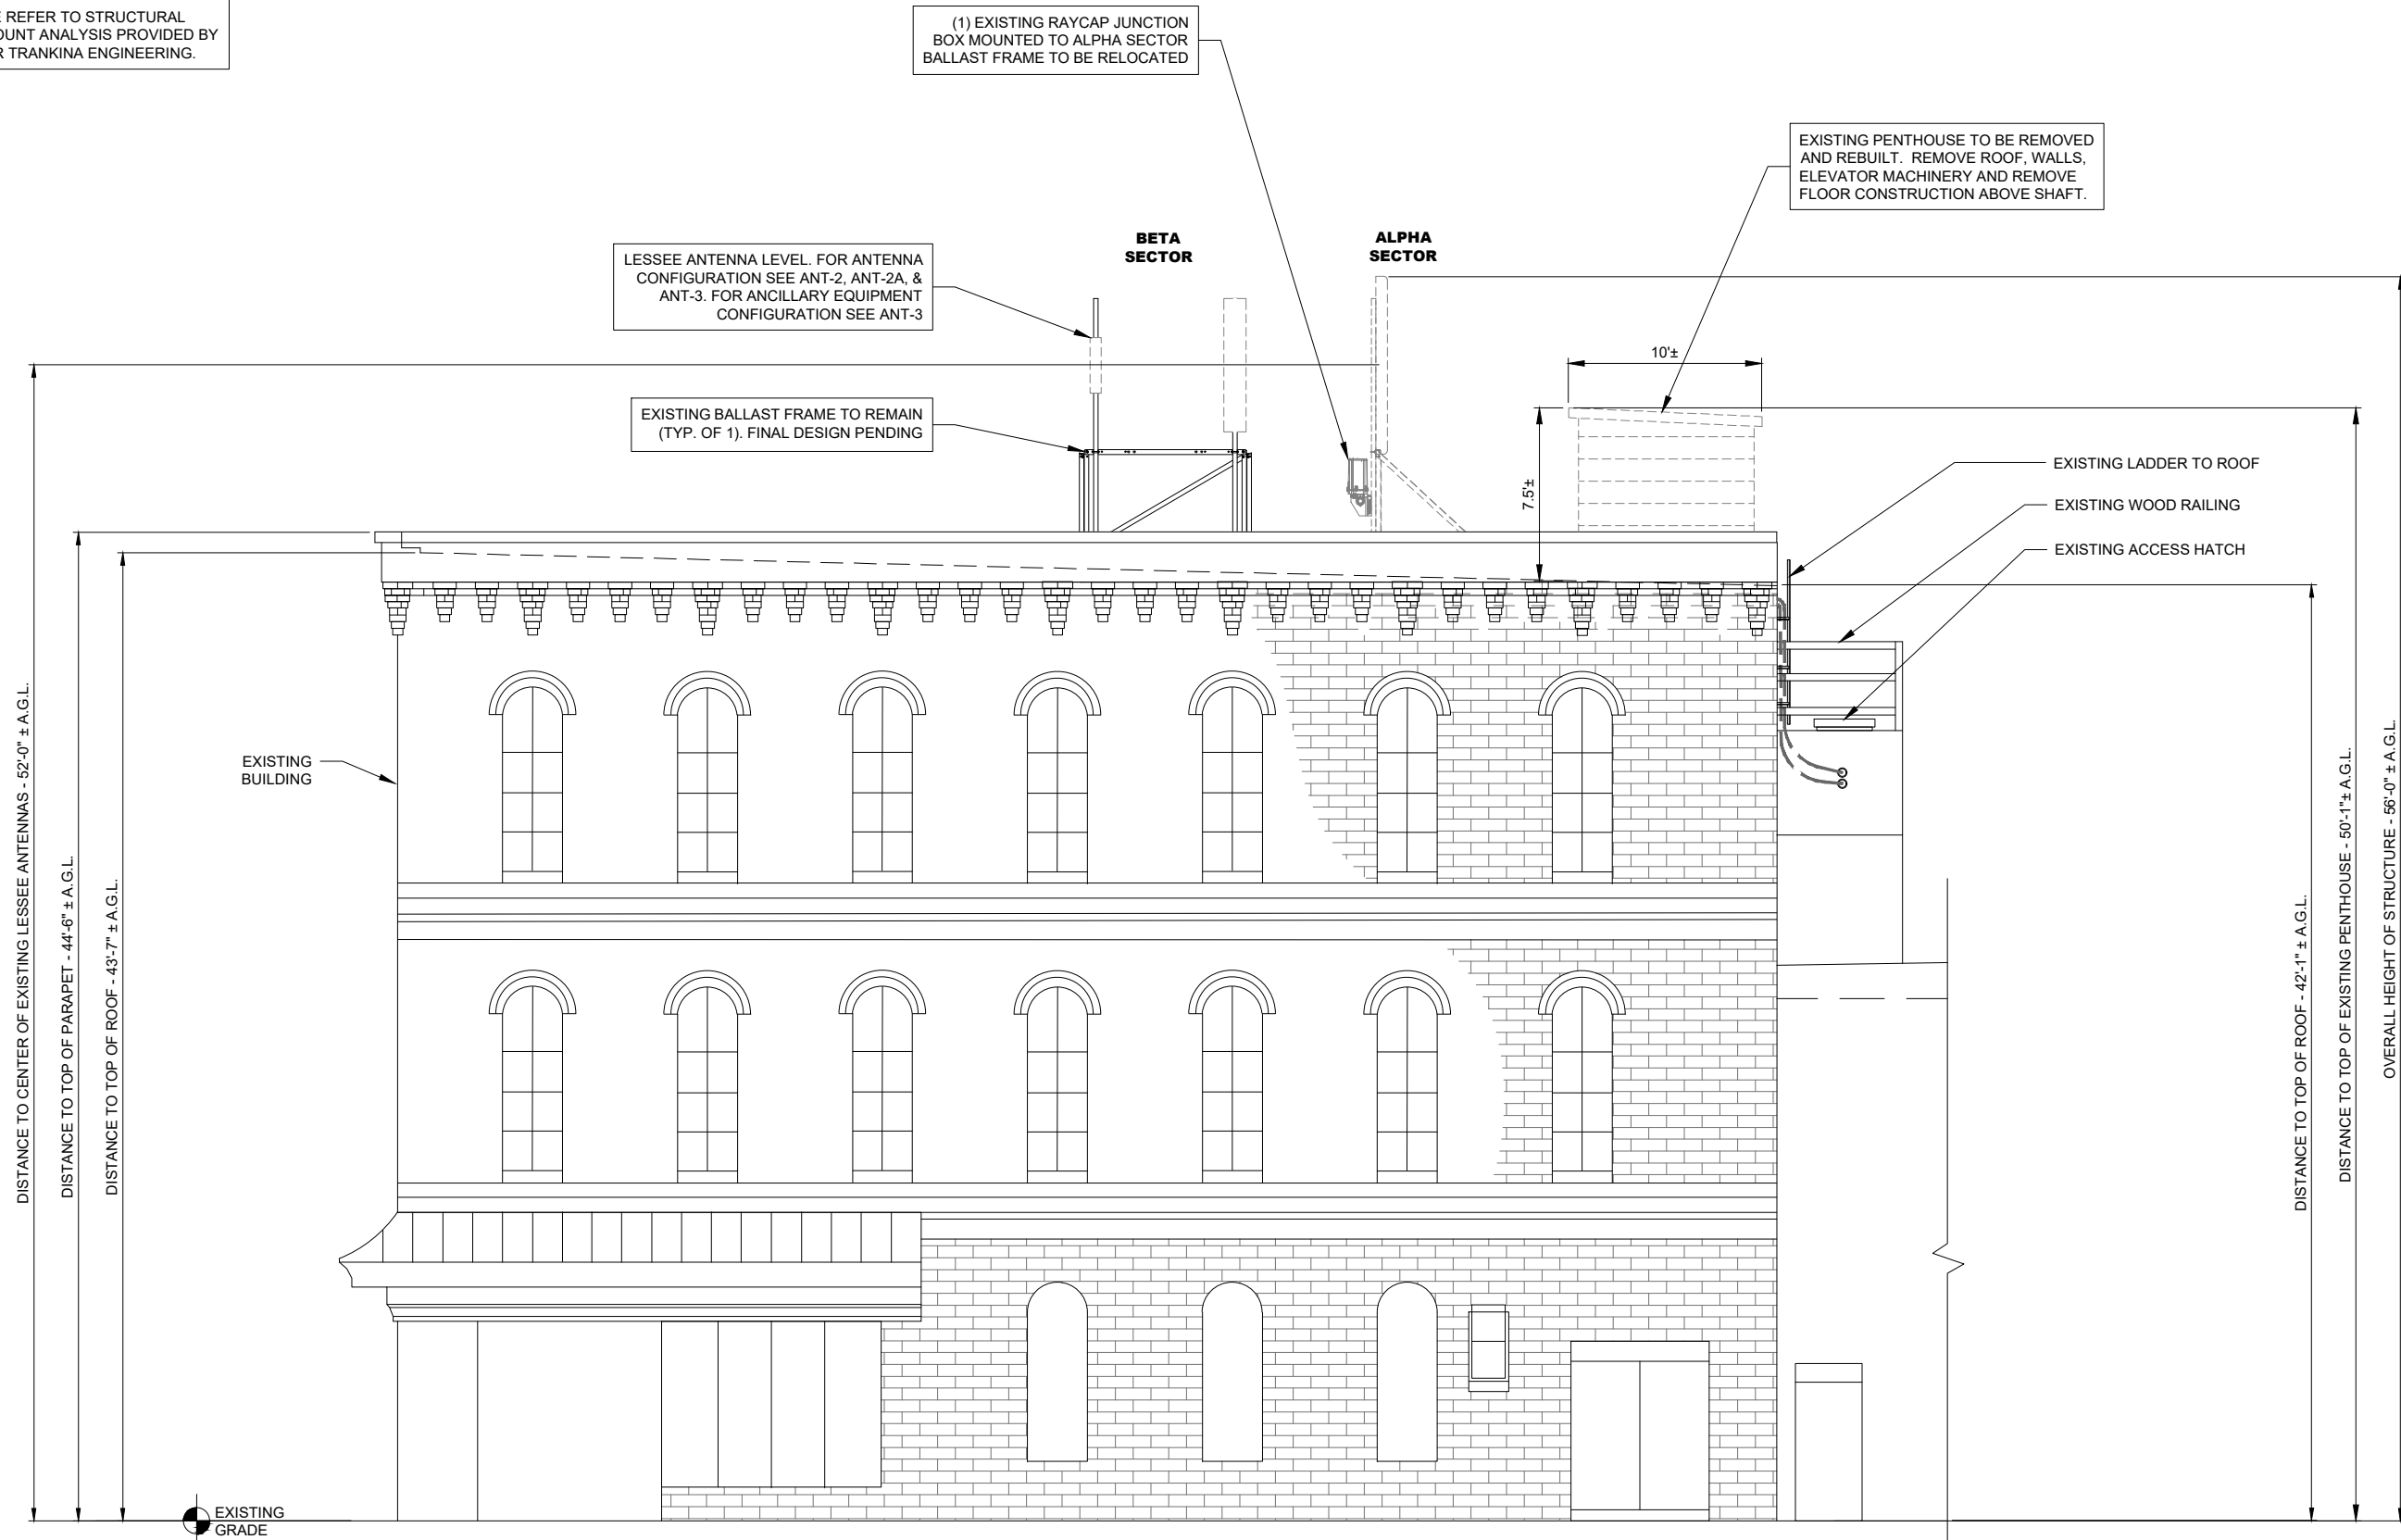 REFER TO STRUCTURAL
OUNT ANALYSIS PROVIDED BY
TRANKINA ENGINEERING.
(1) EXISTING RAYCAP JUNCTION
BOX MOUNTED TO ALPHA SECTOR
BALLAST FRAME TO BE RELOCATED
EXISTING PENTHOUSE TO BE REMOVED
AND REBUILT. REMOVE ROOF, WALLS,
ELEVATOR MACHINERY AND REMOVE
FLOOR CONSTRUCTION ABOVE SHAFT.
BETA
SECTOR
ALPHA
SECTOR
LESSEE ANTENNA LEVEL. FOR ANTENNA
CONFIGURATION SEE ANT-2, ANT-2A, &
ANT-3. FOR ANCILLARY EQUIPMENT
CONFIGURATION SEE ANT-3
10'±
EXISTING BALLAST FRAME TO REMAIN
(TYP. OF 1). FINAL DESIGN PENDING
7.5'±
EXISTING LADDER TO ROOF
EXISTING WOOD RAILING
EXISTING ACCESS HATCH
EXISTING
BUILDING
DISTANCE TO CENTER OF EXISTING LESSEE ANTENNAS - 52'-0" ± A.G.L.
DISTANCE TO TOP OF PARAPET - 44'-6" ± A.G.L.
DISTANCE TO TOP OF ROOF - 43'-7" ± A.G.L.
DISTANCE TO TOP OF ROOF - 42'-1" ± A.G.L.
DISTANCE TO TOP OF EXISTING PENTHOUSE - 50'-1"± A.G.L.
OVERALL HEIGHT OF STRUCTURE - 56'-0" ± A.G.L.
EXISTING
GRADE